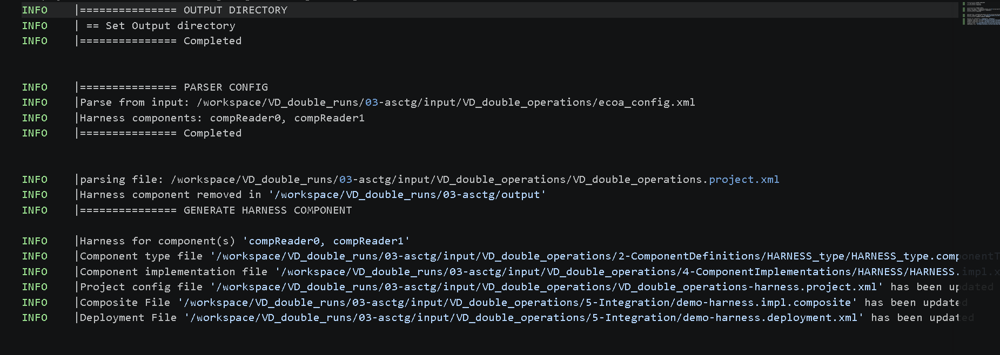 INFO |=============== OUTPUT DIRECTORY
INFO | == Set Output directory
INFO |=============== Completed
INFO |=============== PARSER CONFIG
INFO |Parse from input: /workspace/VD_double_runs/03-asctg/input/VD_double_operations/ecoa_config.xml
INFO |Harness components: compReader0, compReader1
INFO |=============== Completed
INFO |parsing file: /workspace/VD_double_runs/03-asctg/input/VD_double_operations/VD_double_operations.project.xml
INFO |Harness component removed in '/workspace/VD_double_runs/03-asctg/output'
INFO |=============== GENERATE HARNESS COMPONENT
INFO |Harness for component(s) 'compReader0, compReader1'
INFO |Component type file '/workspace/VD_double_runs/03-asctg/input/VD_double_operations/2-ComponentDefinitions/HARNESS_type/HARNESS_type.componentT
INFO |Component implementation file '/workspace/VD_double_runs/03-asctg/input/VD_double_operations/4-ComponentImplementations/HARNESS/HARNESS.impl.x
INFO |Project config file '/workspace/VD_double_runs/03-asctg/input/VD_double_operations/VD_double_operations-harness.project.xml' has been updated
INFO |Composite File '/workspace/VD_double_runs/03-asctg/input/VD_double_operations/5-Integration/demo-harness.impl.composite' has been updated
INFO |Deployment File '/workspace/VD_double_runs/03-asctg/input/VD_double_operations/5-Integration/demo-harness.deployment.xml' has been updated